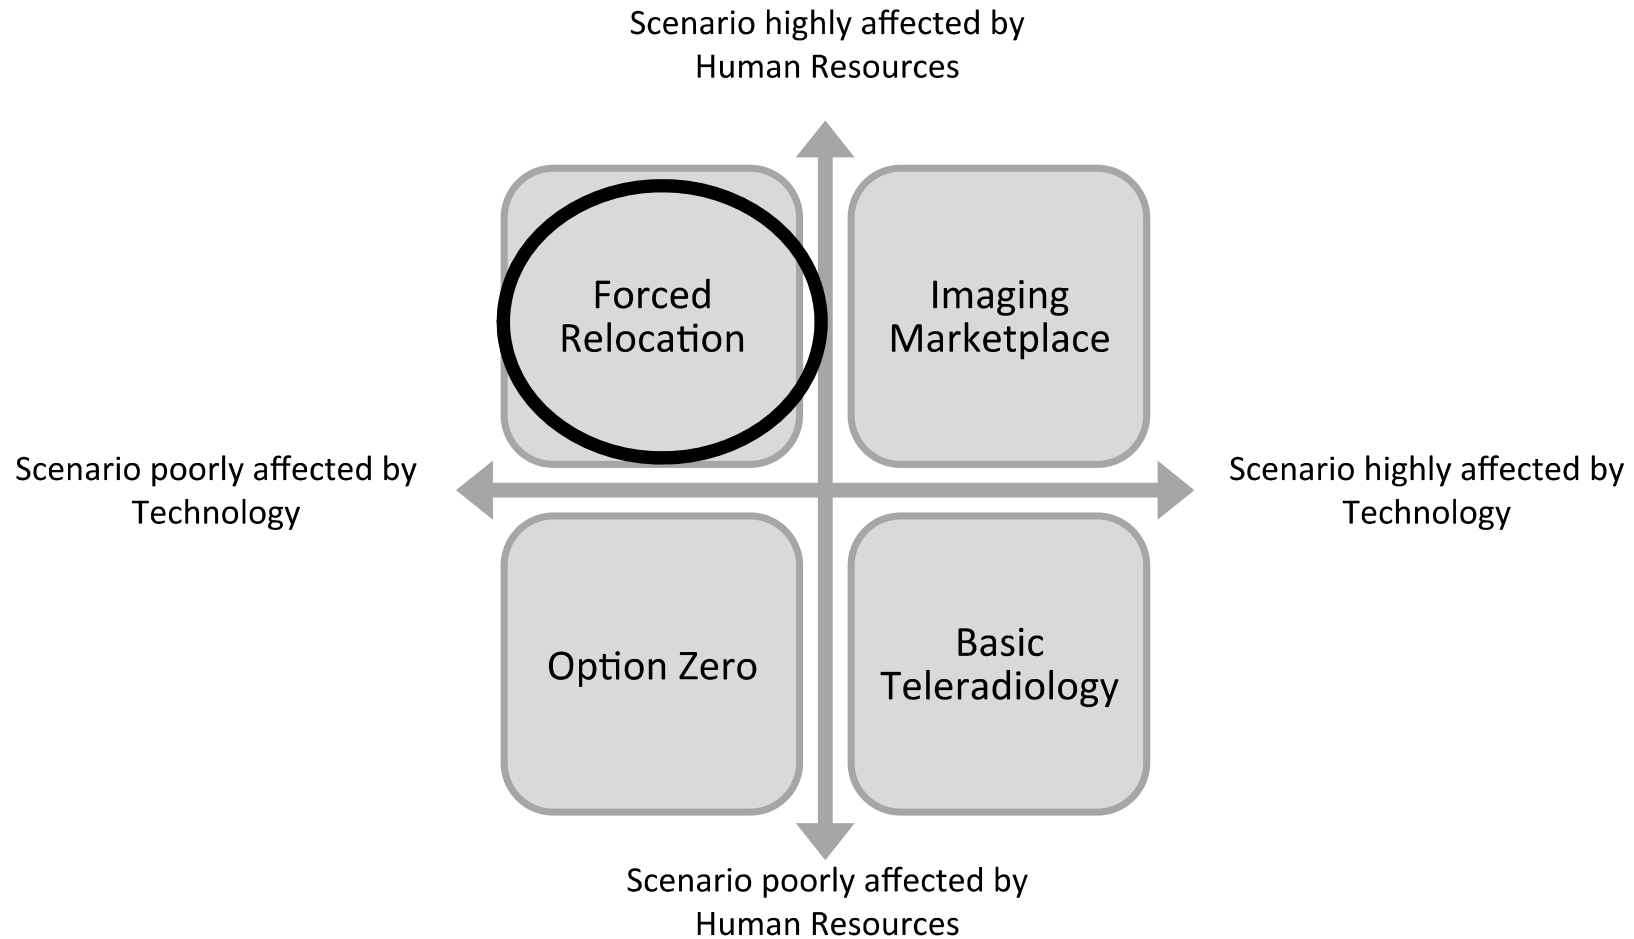 Scenario highly affected by
Human Resources
Forced
Relocation
Imaging
Marketplace
Scenario poorly affected by
Technology
Scenario highly affected by
Technology
Option Zero
Basic
Teleradiology
Scenario poorly affected by
Human Resources